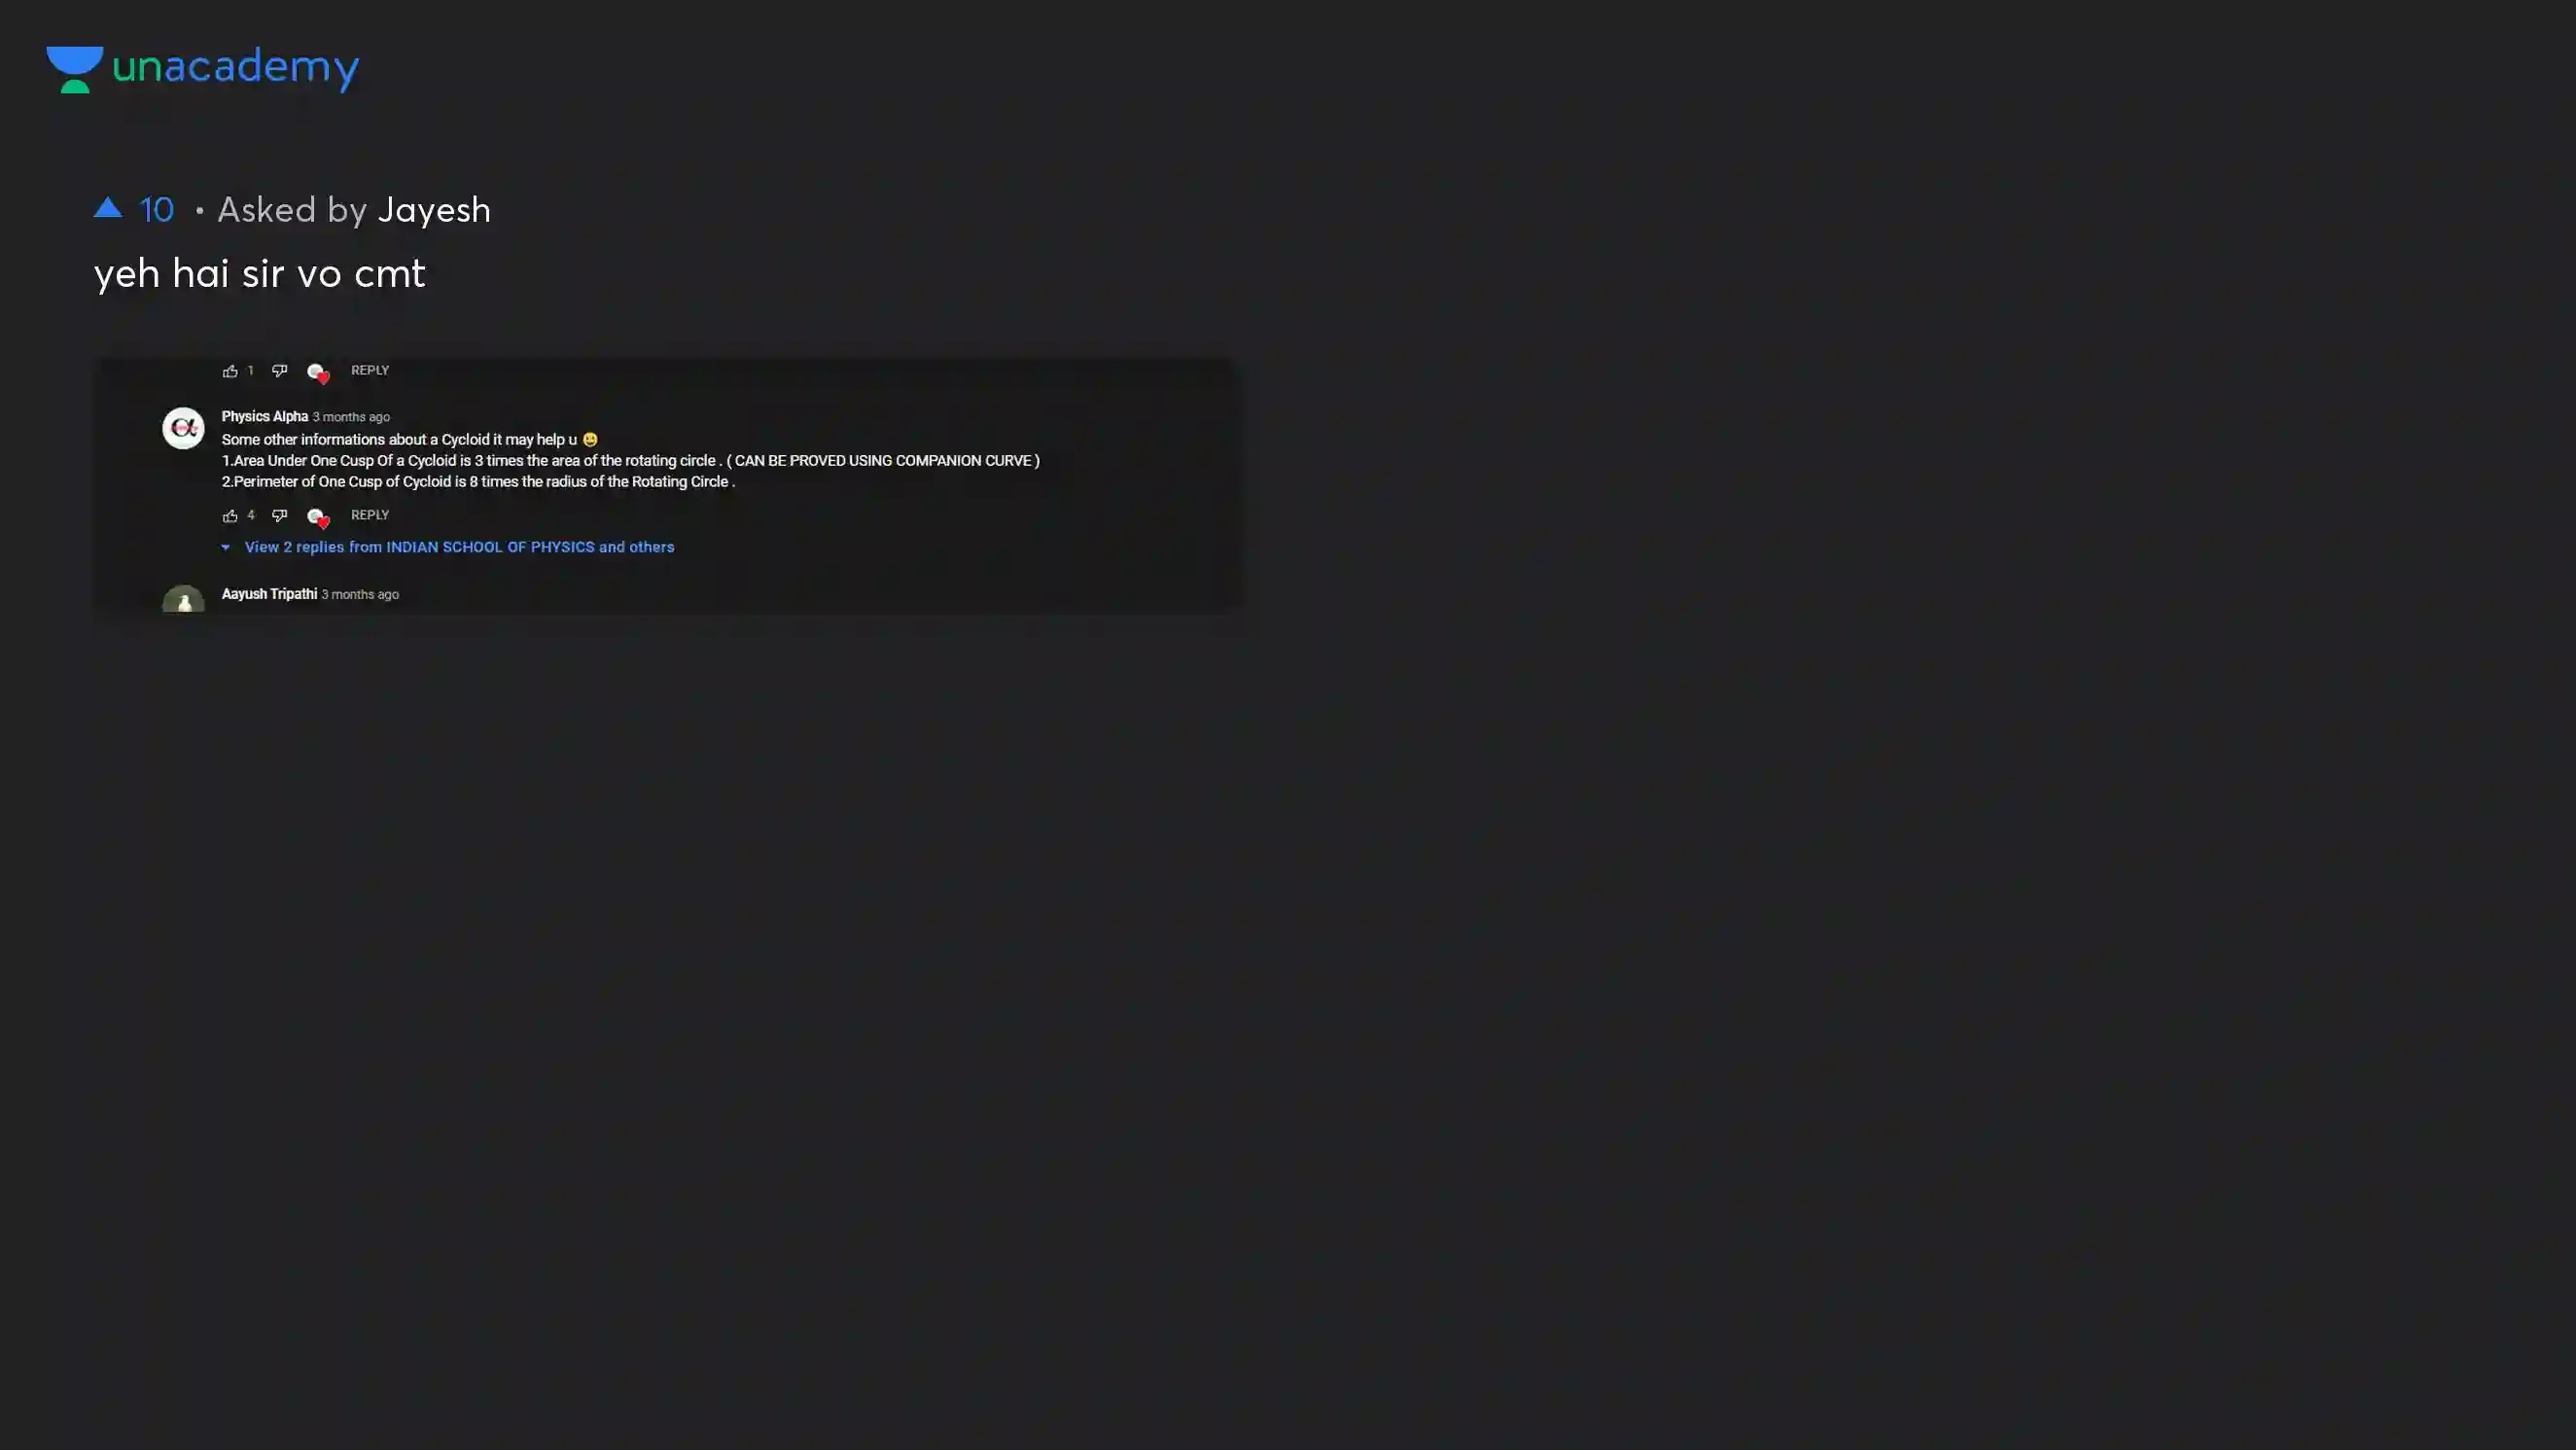 unacademy
10 • Asked by Jayesh
yeh hai sir vo cmt
1 REPLY
Physics Alpha 3 months ago
Some other informations about a Cycloid it may help u 😀
1.Area Under One Cusp Of a Cycloid is 3 times the area of the rotating circle . ( CAN BE PROVED USING COMPANION CURVE )
2.Perimeter of One Cusp of Cycloid is 8 times the radius of the Rotating Circle .
4 REPLY
View 2 replies from INDIAN SCHOOL OF PHYSICS and others
Aayush Tripathi 3 months ago